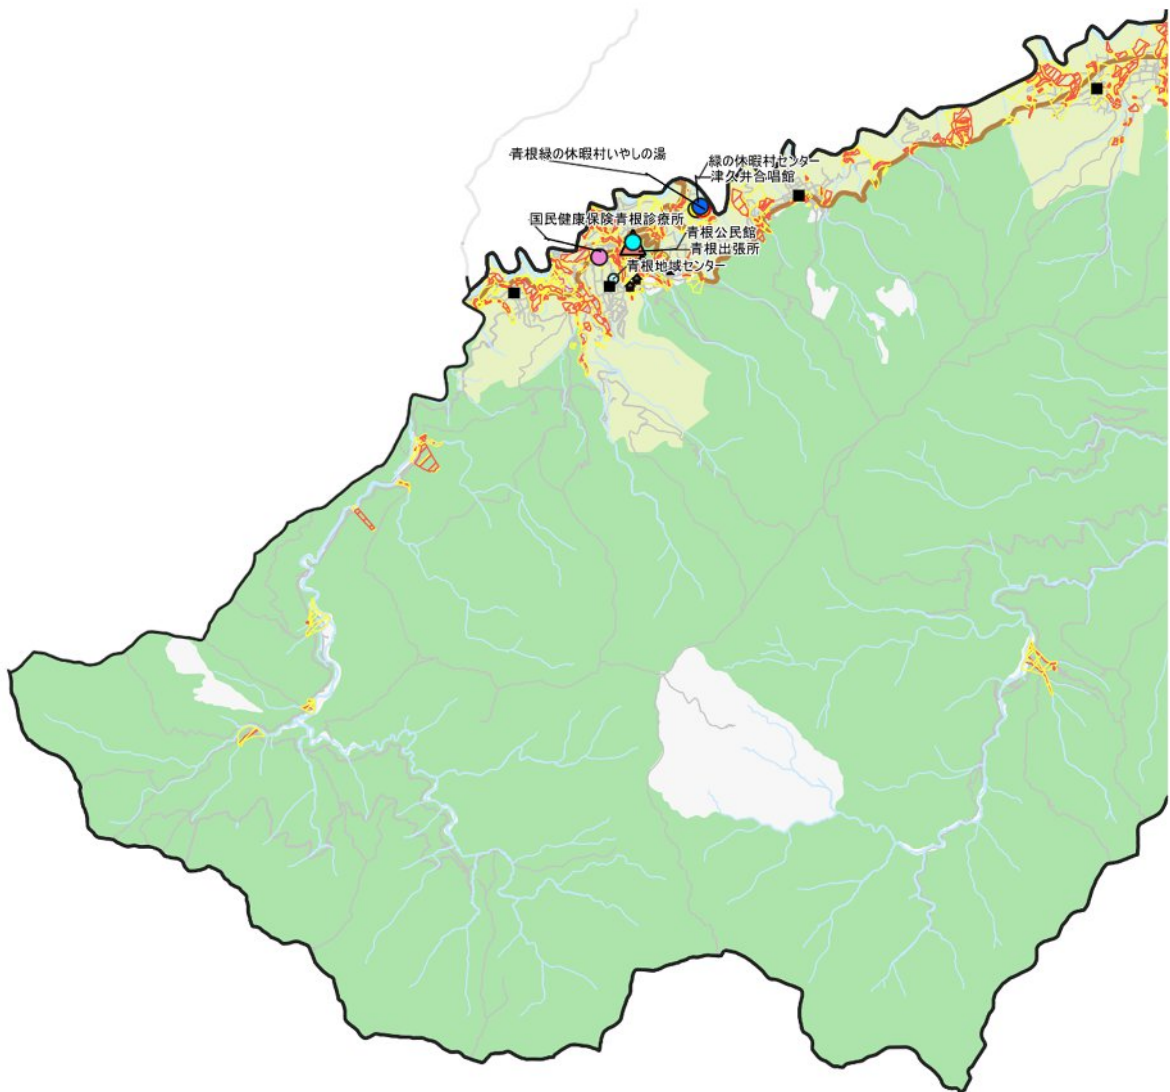 青根緑の休暇村いやしの湯
緑の休暇村センター
津久井合唱館
国民健康保険青根診療所
青根公民館
青根出張所
青根地域センター